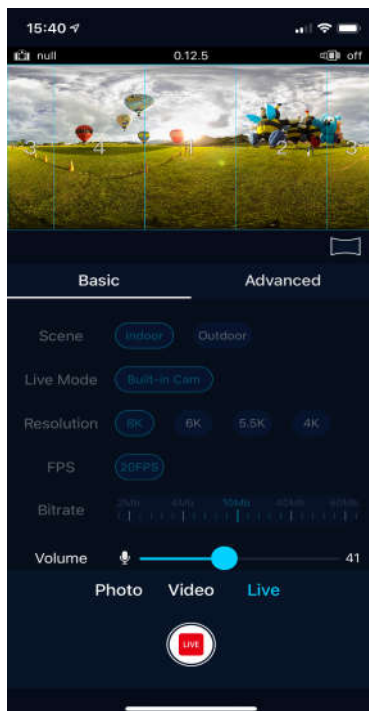 15:40
null 0.12.5 off
3 4 1 2 3
Basic Advanced
Scene Indoor Outdoor
Live Mode Built-in Cam
Resolution 8K 6K 5.5K 4K
FPS 20FPS
Bitrate
Volume 41
Photo Video Live
LIVE